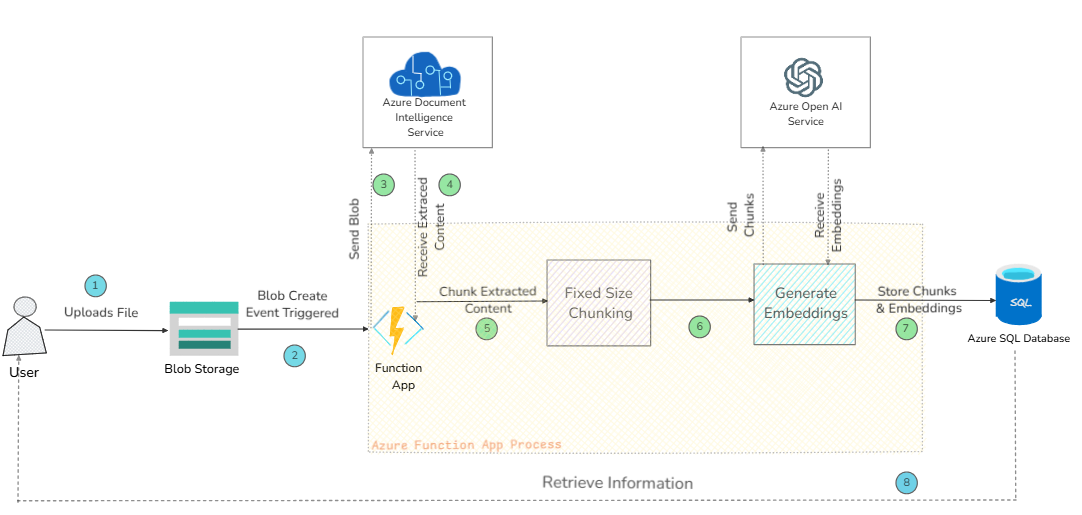 Azure Document
Intelligence
Service
Azure Open AI
Service
3
4
Send Blob
Receive Extraced
Content
Send
Chunks
Receive
Embeddings
1
Uploads File
Blob Create
Event Triggered
2
Chunk Extracted
Content
5
Fixed Size
Chunking
6
Generate
Embeddings
Store Chunks
& Embeddings
7
SQL
Azure SQL Database
User
Blob Storage
Function
App
Azure Function App Process
Retrieve Information
8